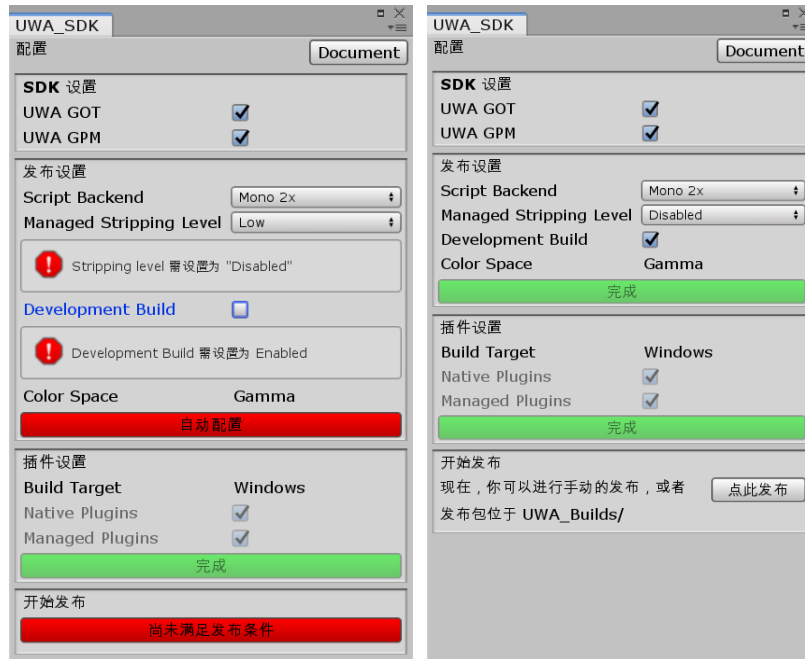 UWA_SDK
配置
Document
SDK 设置
UWA GOT
UWA GPM
发布设置
Script Backend Mono 2x
Managed Stripping Level Low
Stripping level 需设置为 "Disabled"
Development Build
Development Build 需设置为 Enabled
Color Space Gamma
自动配置
插件设置
Build Target Windows
Native Plugins
Managed Plugins
完成
开始发布
尚未满足发布条件
UWA_SDK
配置
Document
SDK 设置
UWA GOT
UWA GPM
发布设置
Script Backend Mono 2x
Managed Stripping Level Disabled
Development Build
Color Space Gamma
完成
插件设置
Build Target Windows
Native Plugins
Managed Plugins
完成
开始发布
现在，你可以进行手动的发布，或者 点此发布
发布包位于 UWA_Builds/